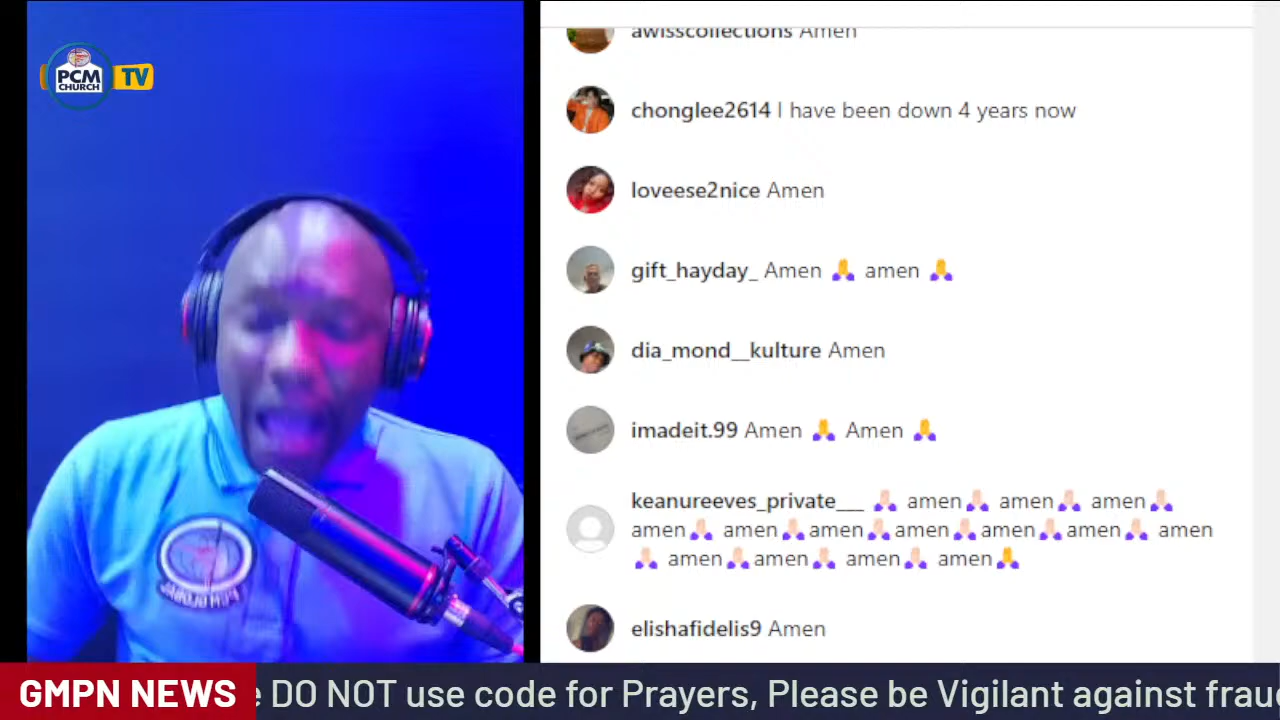 PCM
CHURCH
TV
awisscollections Amen
chonglee2614 I have been down 4 years now
loveese2nice Amen
gift_hayday_ Amen 🙏 amen 🙏
dia_mond__kulture Amen
imadeit.99 Amen 🙏 Amen 🙏
keanureeves_private___ 🙏🏻 amen🙏🏻 amen🙏🏻 amen🙏🏻
amen🙏🏻 amen🙏🏻amen🙏🏻amen🙏🏻amen🙏🏻amen🙏🏻 amen
🙏🏻 amen🙏🏻amen🙏🏻 amen🙏🏻 amen🙏
elishafidelis9 Amen
GMPN NEWS
e DO NOT use code for Prayers, Please be Vigilant against frau